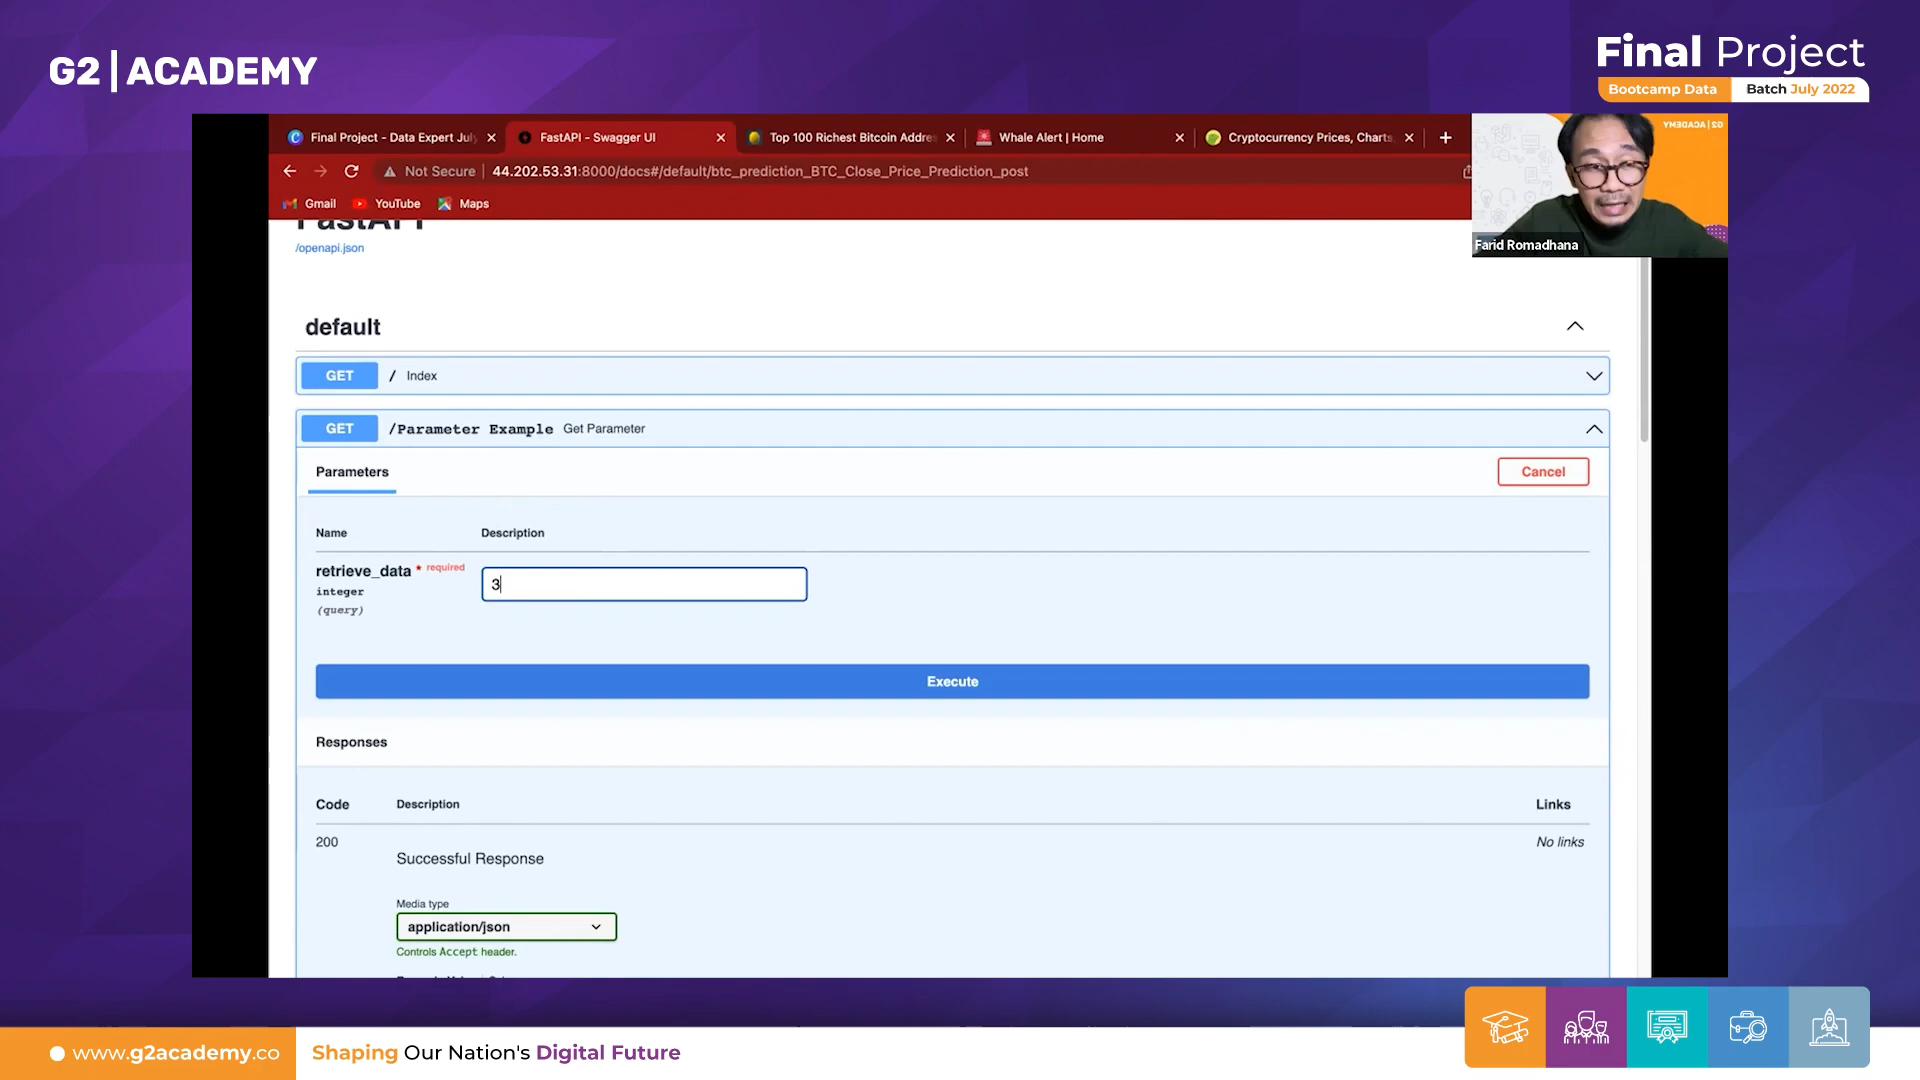 G2 | ACADEMY
Final Project
Bootcamp Data
Batch July 2022
Final Project - Data Expert July
FastAPI - Swagger UI
Top 100 Richest Bitcoin Addre
Whale Alert | Home
Cryptocurrency Prices, Charts,
Not Secure
44.202.53.31:8000/docs#/default/btc_prediction_BTC_Close_Price_Prediction_post
Gmail
YouTube
Maps
G2 | ACADEMY
Farid Romadhana
FastAPI
/openapi.json
default
GET / Index
GET /Parameter Example Get Parameter
Parameters
Cancel
Name Description
retrieve_data * required
integer
(query)
3
Execute
Responses
Code Description Links
200
Successful Response
No links
Media type
application/json
Controls Accept header.
www.g2academy.co
Shaping Our Nation's Digital Future